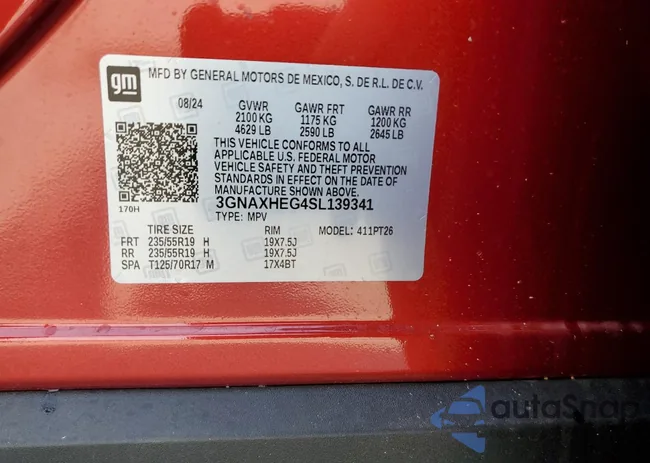 gm
MFD BY GENERAL MOTORS DE MEXICO, S. DE R.L. DE C.V.
08/24 GVWR GAWR FRT GAWR RR
2100 KG 1175 KG 1200 KG
4629 LB 2590 LB 2645 LB
THIS VEHICLE CONFORMS TO ALL
APPLICABLE U.S. FEDERAL MOTOR
VEHICLE SAFETY AND THEFT PREVENTION
STANDARDS IN EFFECT ON THE DATE OF
MANUFACTURE SHOWN ABOVE.
170H 3GNAXHEG4SL139341
TYPE: MPV
TIRE SIZE RIM MODEL: 411PT26
FRT 235/55R19 H 19X7.5J
RR 235/55R19 H 19X7.5J
SPA T125/70R17 M 17X4BT
autoSnap